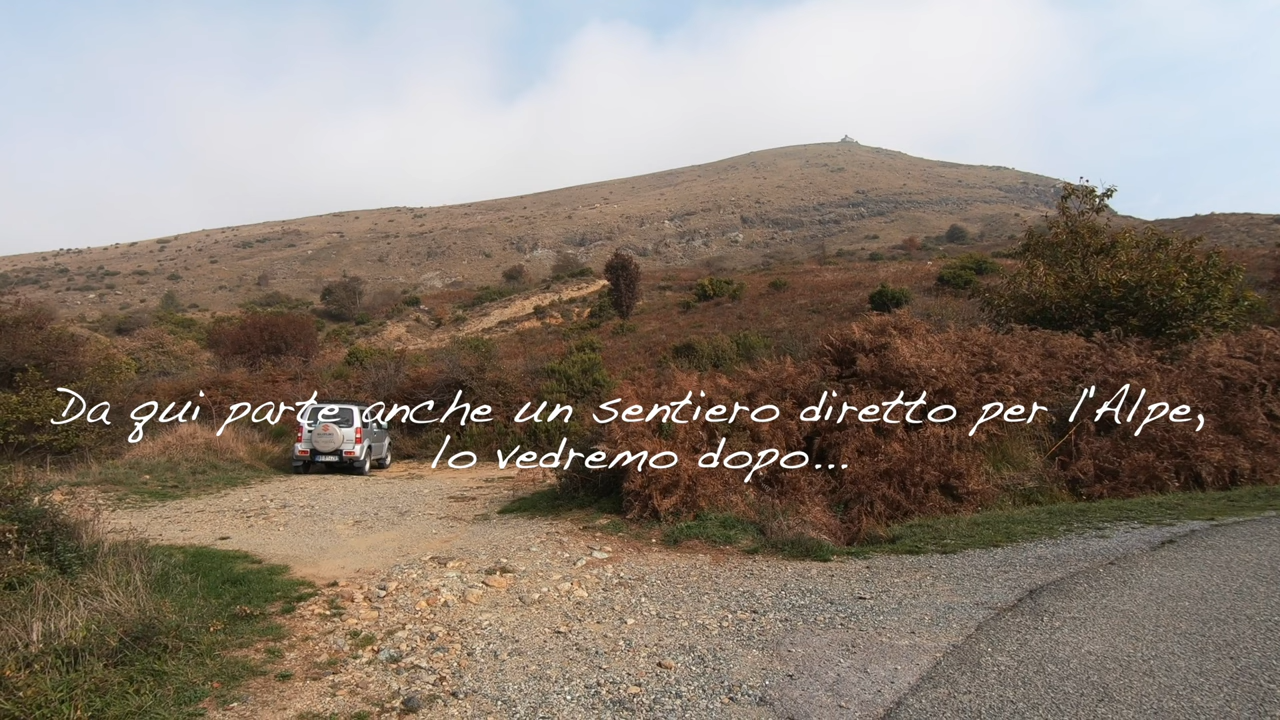 Da qui parte anche un sentiero diretto per l'Alpe,
lo vedremo dopo...